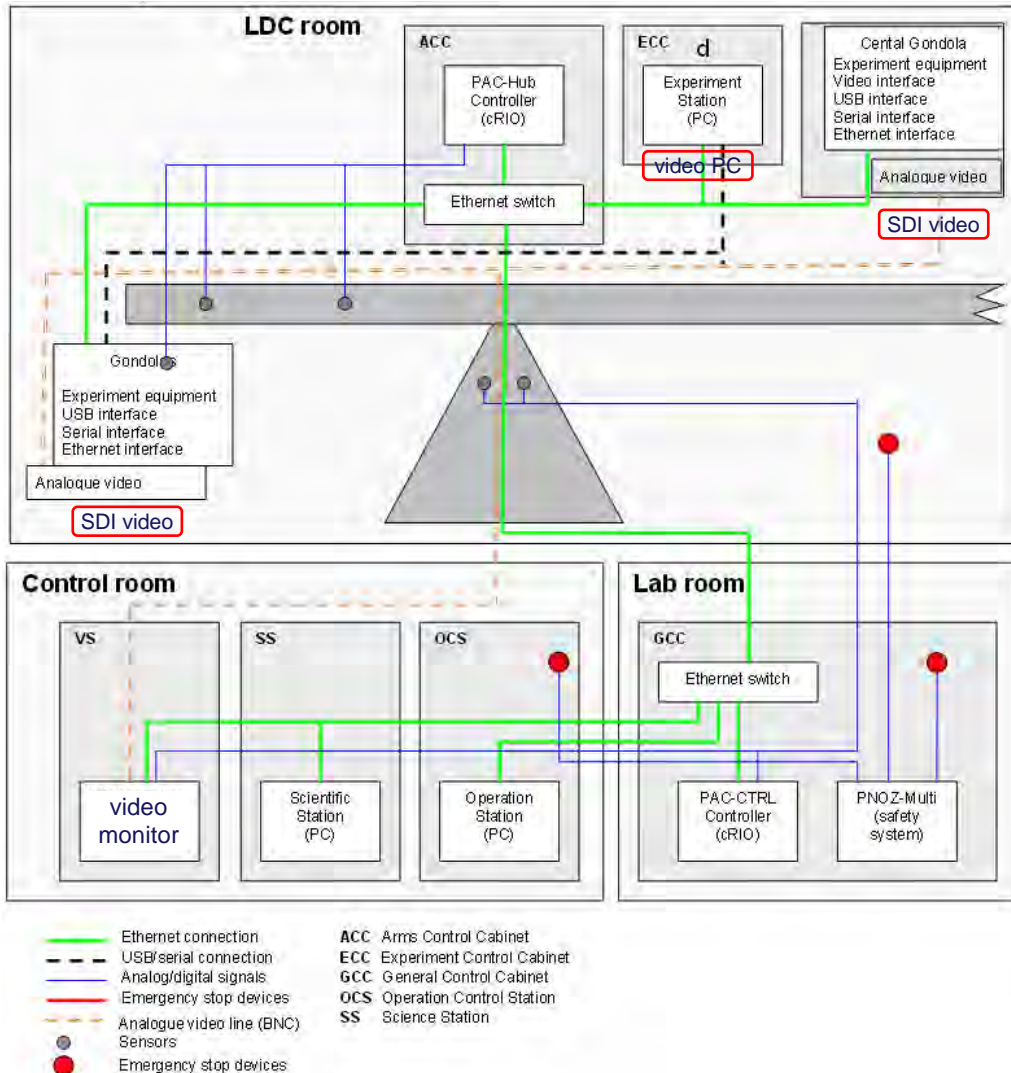 LDC room
ACC
PAC-Hub
Controller
(cRIO)
Ethernet switch
ECC
d
Experiment
Station
(PC)
video PC
Cental Gondola
Experiment equipment
Video interface
USB interface
Serial interface
Ethernet interface
Analoque video
SDI video
Gondolas
Experiment equipment
USB interface
Serial interface
Ethernet interface
Analoque video
SDI video
Control room
VS
video
monitor
SS
Scientific
Station
(PC)
OCS
Operation
Station
(PC)
Lab room
GCC
Ethernet switch
PAC-CTRL
Controller
(cRIO)
PNOZ-Multi
(safety
system)
Ethernet connection
USB/serial connection
Analog/digital signals
Emergency stop devices
Analogue video line (BNC)
Sensors
Emergency stop devices
ACC Arms Control Cabinet
ECC Experiment Control Cabinet
GCC General Control Cabinet
OCS Operation Control Station
SS Science Station